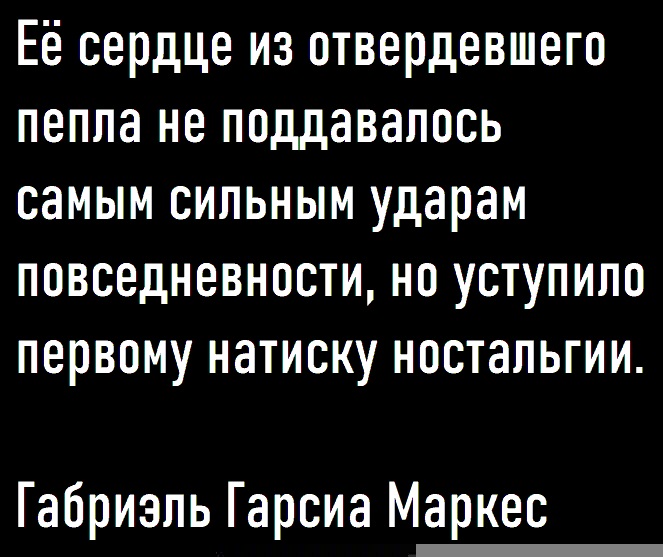 Её сердце из отвердевшего
пепла не поддавалось
самым сильным ударам
повседневности, но уступило
первому натиску ностальгии.
Габриэль Гарсиа Маркес